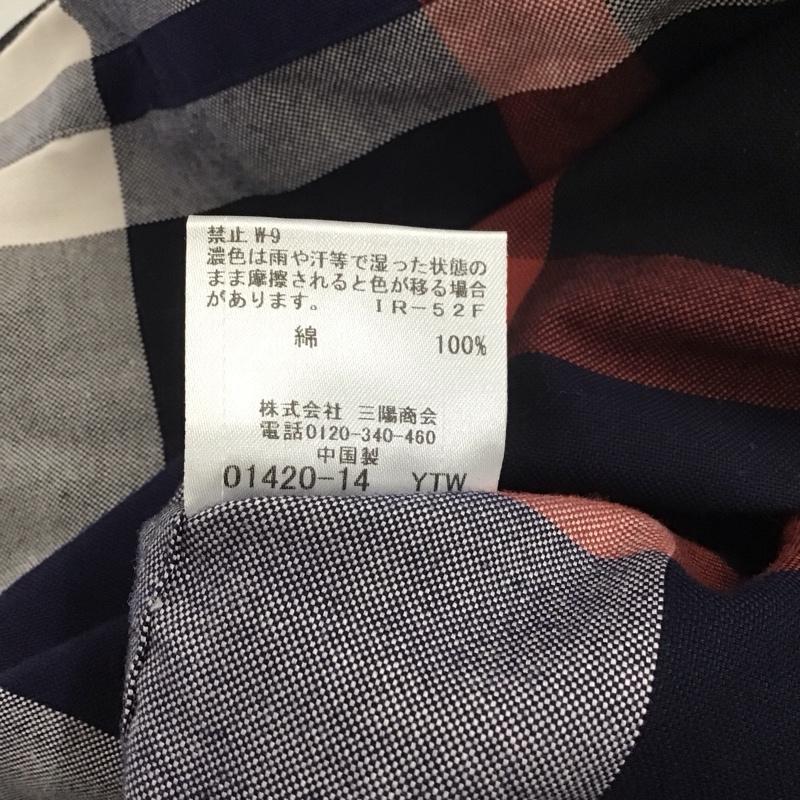 禁止 W-9
濃色は雨や汗等で湿った状態の
まま摩擦されると色が移る場合
があります。 IR-52F
綿 100%
株式会社 三陽商会
電話0120-340-460
中国製
01420-14 YTW